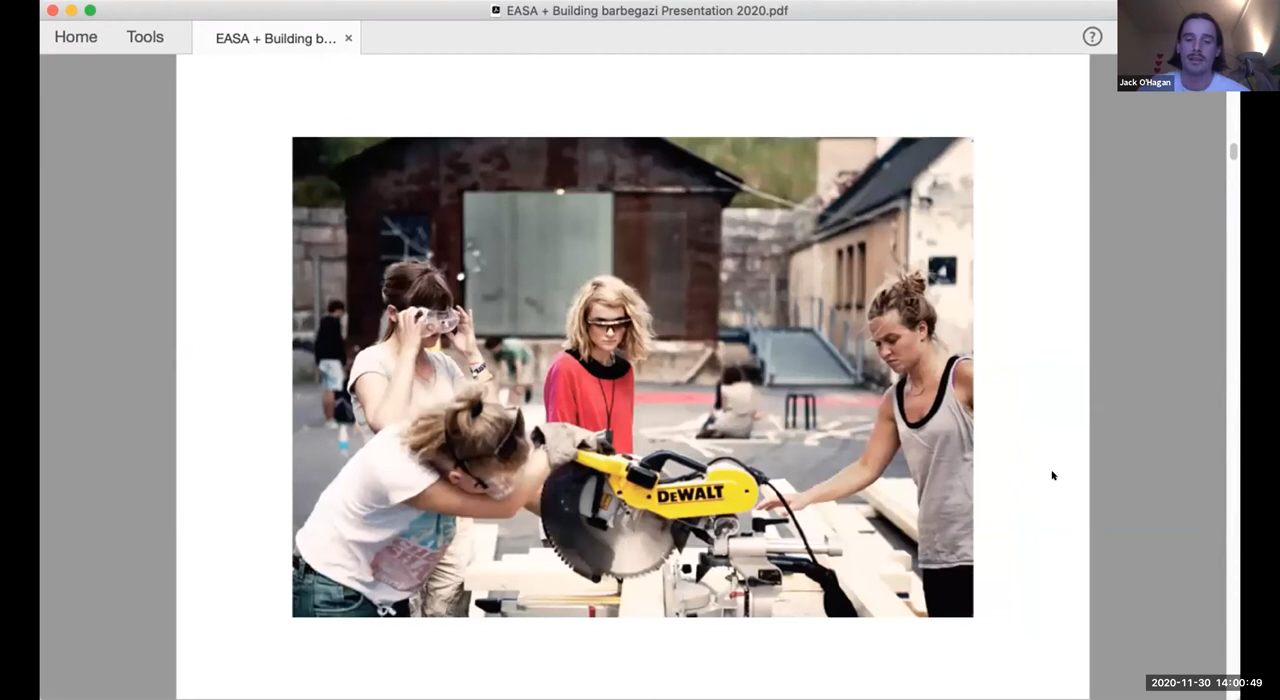 EASA + Building barbegazi Presentation 2020.pdf
Home Tools EASA + Building b... × ?
Jack O'Hagan
DEWALT
2020-11-30 14:00:49